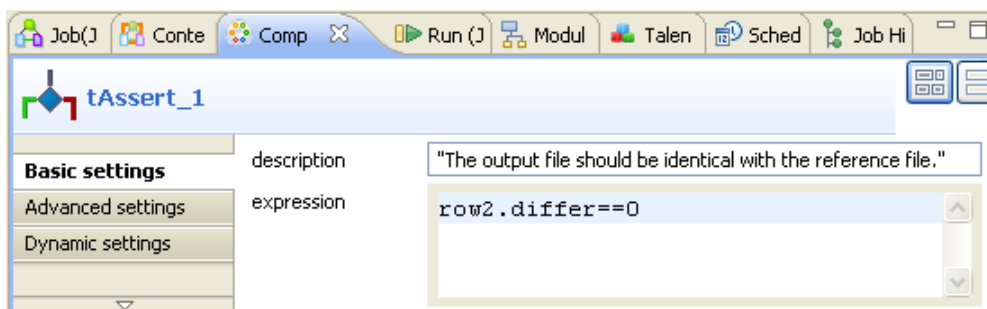 Job(J Conte Comp Run (J Modul Talen Sched Job Hi
tAssert_1
Basic settings
description "The output file should be identical with the reference file."
Advanced settings
expression row2.differ==0
Dynamic settings